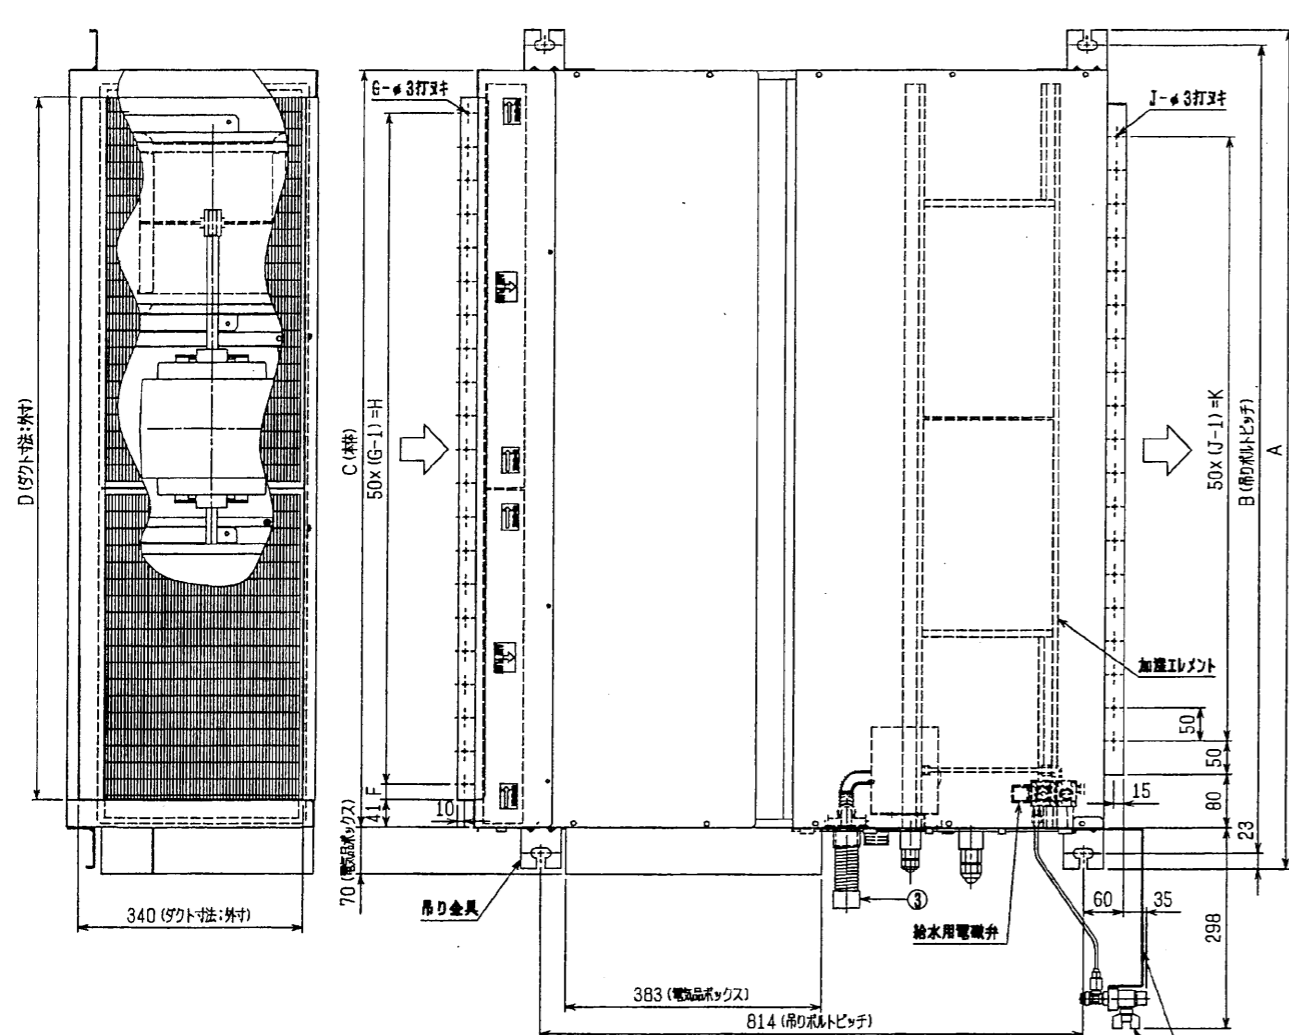 G-φ3打ヌキ
J-φ3打ヌキ
D(ダクト寸法;外寸)
C(本体)
50x(G-1)=H
50x(J-1)=K
B(吊りボルトピッチ)
A
加湿エレメント
50
50
80
15
23
F
41
10
70(電気品ボックス)
340(ダクト寸法;外寸)
吊り金具
③
給水用電磁弁
60
35
298
383(電気品ボックス)
814(吊りボルトピッチ)